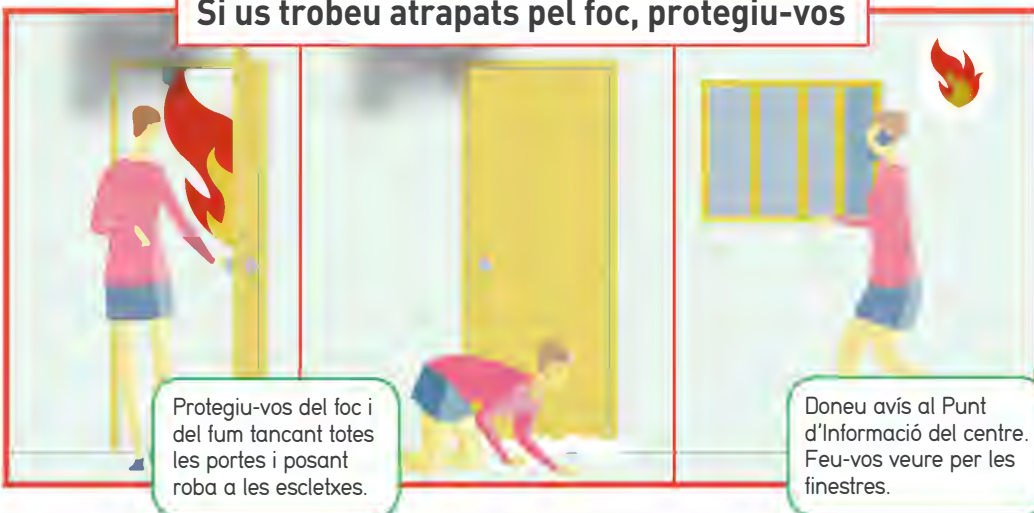 Si us trobeu atrapats pel foc, protegiu-vos
Protegiu-vos del foc i
del fum tancant totes
les portes i posant
roba a les escletxes.
Doneu avís al Punt
d'Informació del centre.
Feu-vos veure per les
finestres.